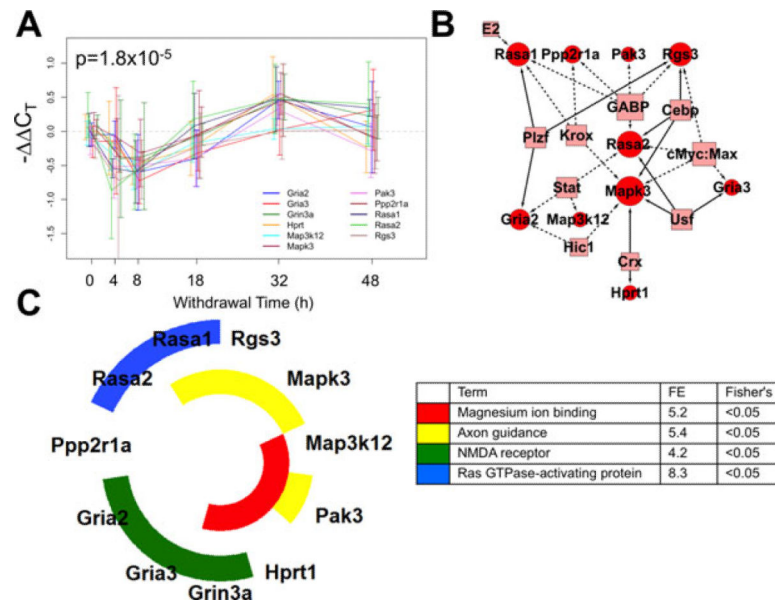 A
p=1.8x10-5
-ΔΔCT
1.0
0.5
0.0
-0.5
-1.0
-1.5
Gria2
Gria3
Grin3a
Hprt
Map3k12
Mapk3
Pak3
Ppp2r1a
Rasa1
Rasa2
Rgs3
0 4 8 18 32 48
Withdrawal Time (h)
B
E2
Rasa1 Ppp2r1a Pak3 Rgs3
GABP
Cebp
Plzf Krox
Rasa2
cMyc:Max
Stat
Mapk3
Gria3
Gria2 Map3k12 Usf
Hic1
Crx
Hprt1
C
Rasa1 Rgs3
Rasa2
Mapk3
Ppp2r1a
Map3k12
Gria2
Pak3
Gria3
Grin3a
Hprt1
Term FE Fisher's
Magnesium ion binding 5.2 <0.05
Axon guidance 5.4 <0.05
NMDA receptor 4.2 <0.05
Ras GTPase-activating protein 8.3 <0.05